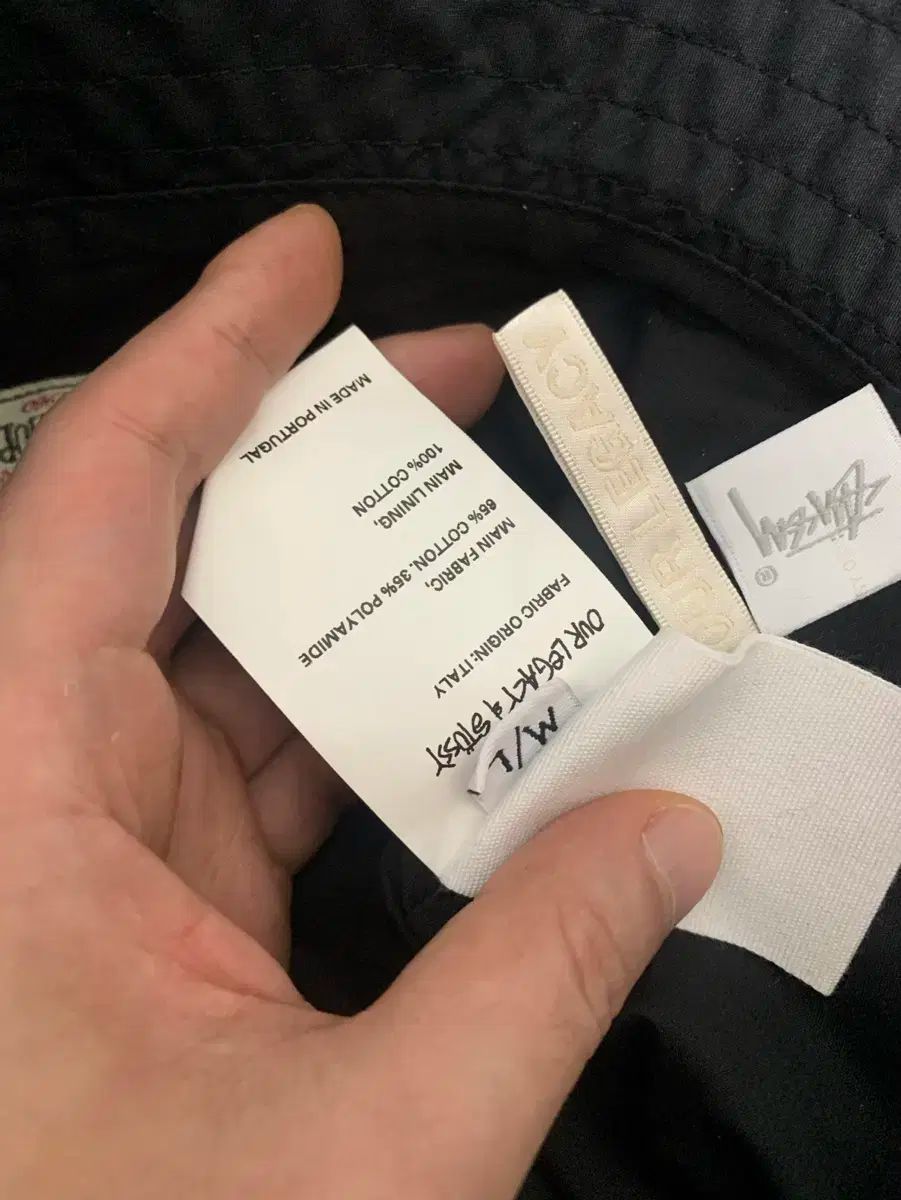 OUR LEGACY & STÜSSY
FABRIC ORIGIN: ITALY
MAIN FABRIC,
65% COTTON, 35% POLYAMIDE
MAIN LINING,
100% COTTON
MADE IN PORTUGAL
M/L
OUR LEGACY
Stüssy
®